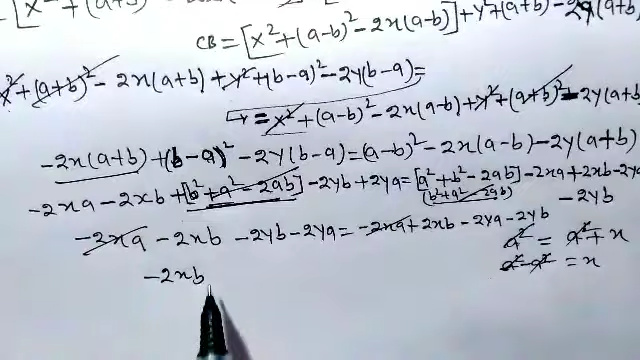 [x² + (a+b)
CB = [x² + (a-b)² - 2x(a-b)] + y² + (a+b) - 2y(a+b
x² + (a+b)² - 2x(a+b) + y² + (b-a)² - 2y(b-a) =
↳ = x² + (a-b)² - 2x(a-b) + y² + (a+b)² - 2y(a+b
-2x(a+b) + (b-a)² - 2y(b-a) = (a-b)² - 2x(a-b) - 2y(a+b)
-2xa - 2xb + [b² + a² - 2ab] - 2yb + 2ya = [a² + b² - 2ab] - 2xa + 2xb - 2ya
(b² + a² - 2ab)
- 2yb
-2xa - 2xb - 2yb - 2ya = -2xa + 2xb - 2ya - 2yb
a² = a² + x
-2xb
a² - a² = x